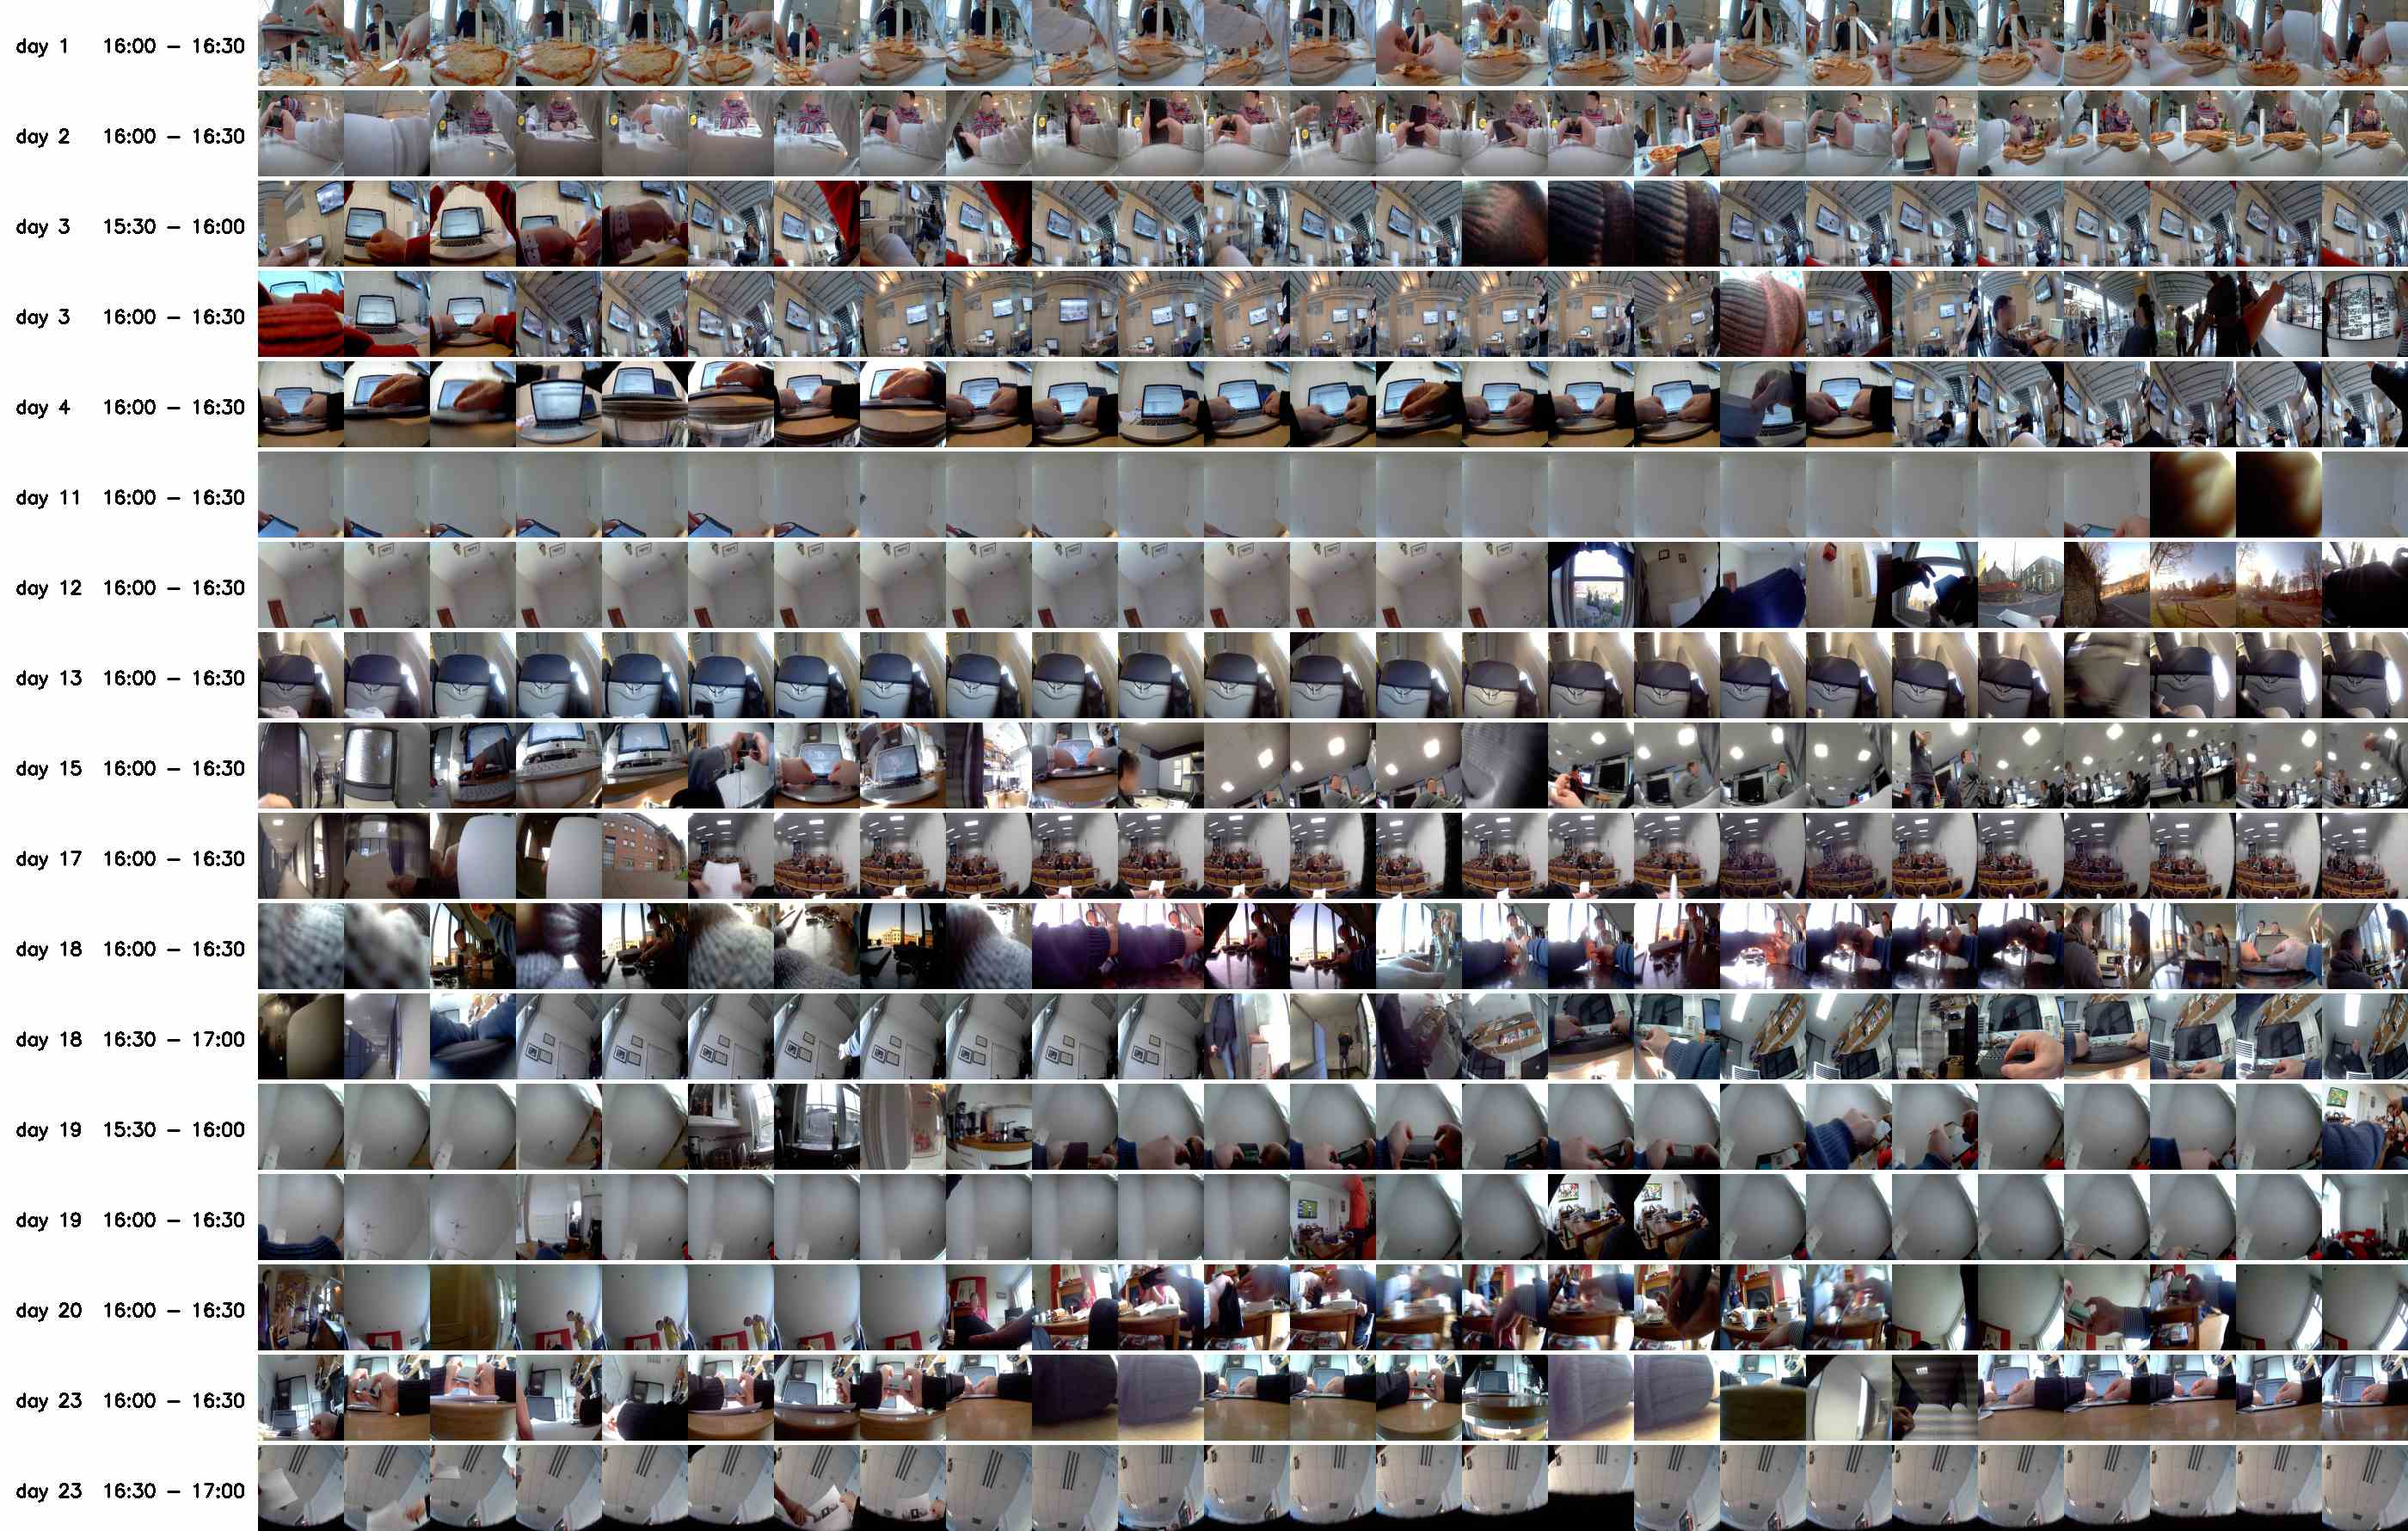 day 1 16:00 – 16:30
day 2 16:00 – 16:30
day 3 15:30 – 16:00
day 3 16:00 – 16:30
day 4 16:00 – 16:30
day 11 16:00 – 16:30
day 12 16:00 – 16:30
day 13 16:00 – 16:30
day 15 16:00 – 16:30
day 17 16:00 – 16:30
day 18 16:00 – 16:30
day 18 16:30 – 17:00
day 19 15:30 – 16:00
day 19 16:00 – 16:30
day 20 16:00 – 16:30
day 23 16:00 – 16:30
day 23 16:30 – 17:00